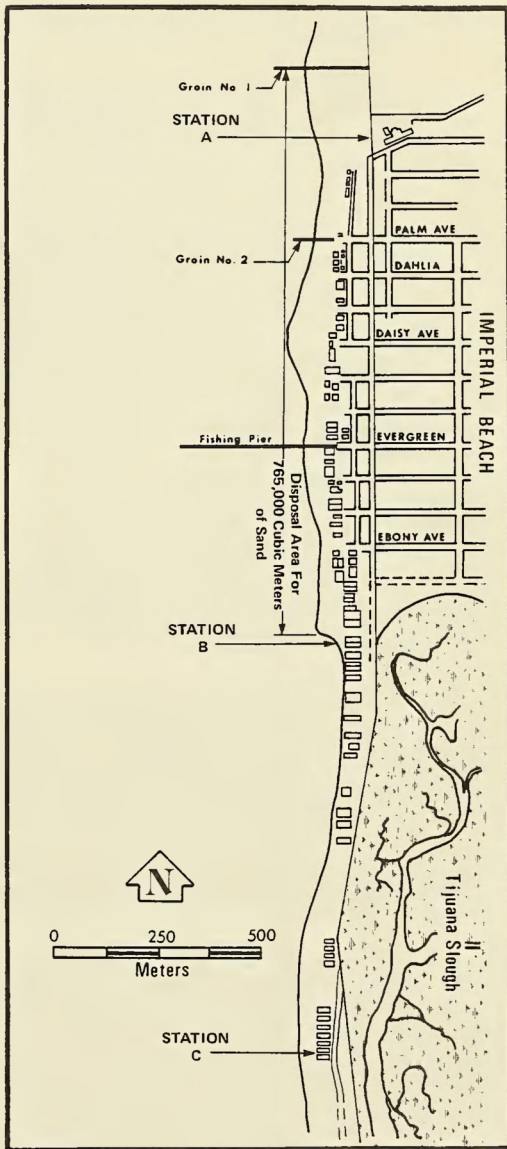 Groin No. 1
STATION
A
PALM AVE
Groin No. 2
DAHLIA
DAISY AVE
IMPERIAL BEACH
Fishing Pier
EVERGREEN
Disposal Area For
765,000 Cubic Meters
of Sand
EBONY AVE
STATION
B
Tijuana Slough
N
0 250 500
Meters
STATION
C